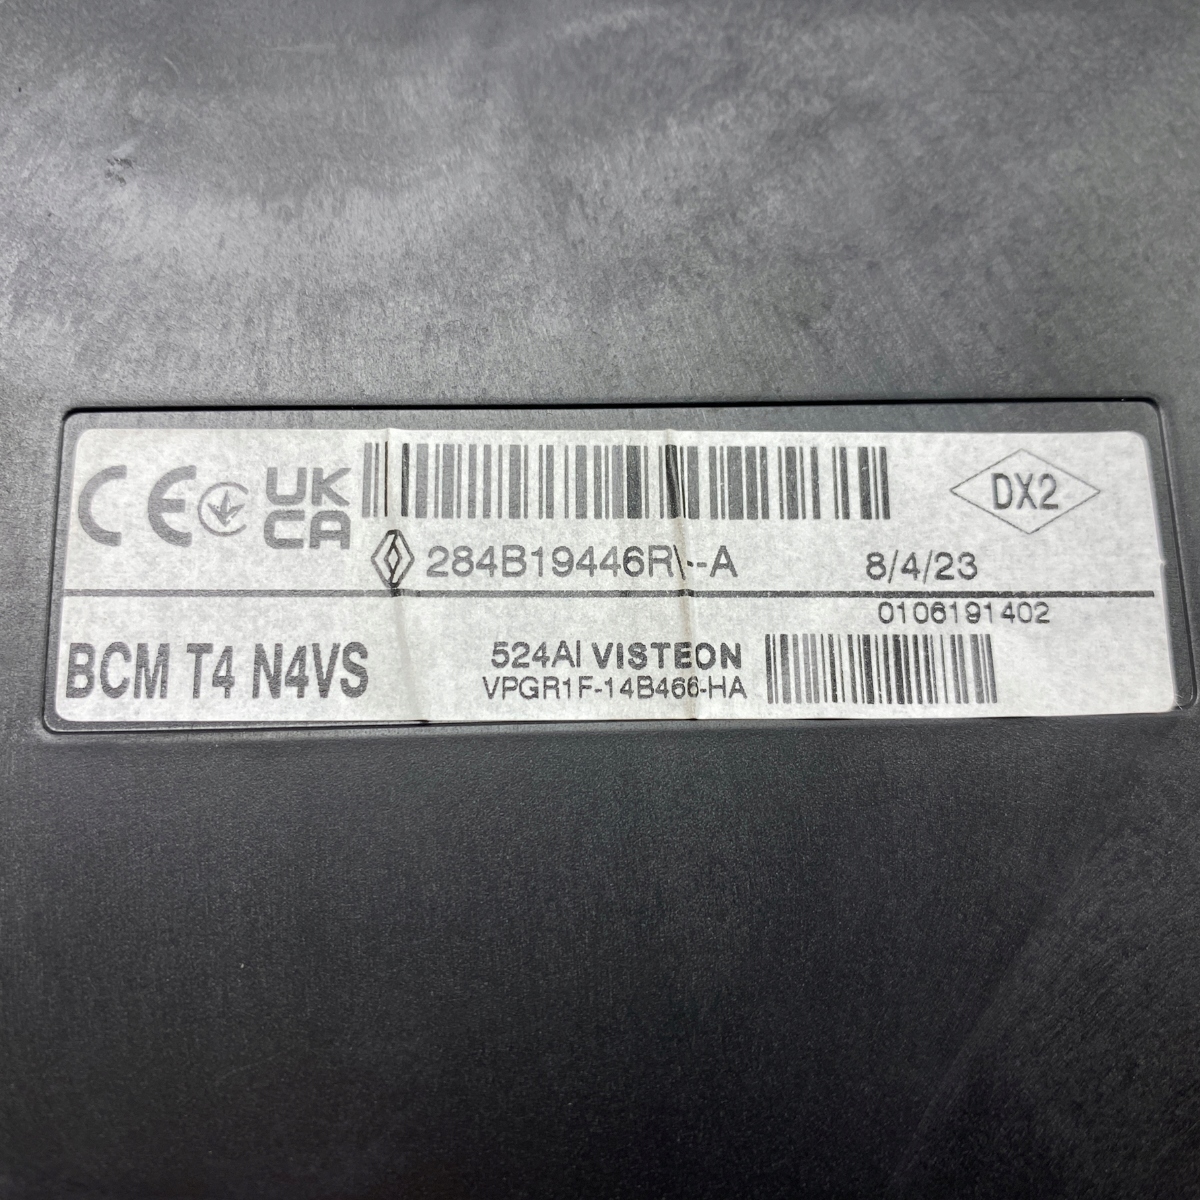 CE UK
CA
DX2
284B19446R\--A 8/4/23
0106191402
BCM T4 N4VS
524AI VISTEON
VPGR1F-14B466-HA